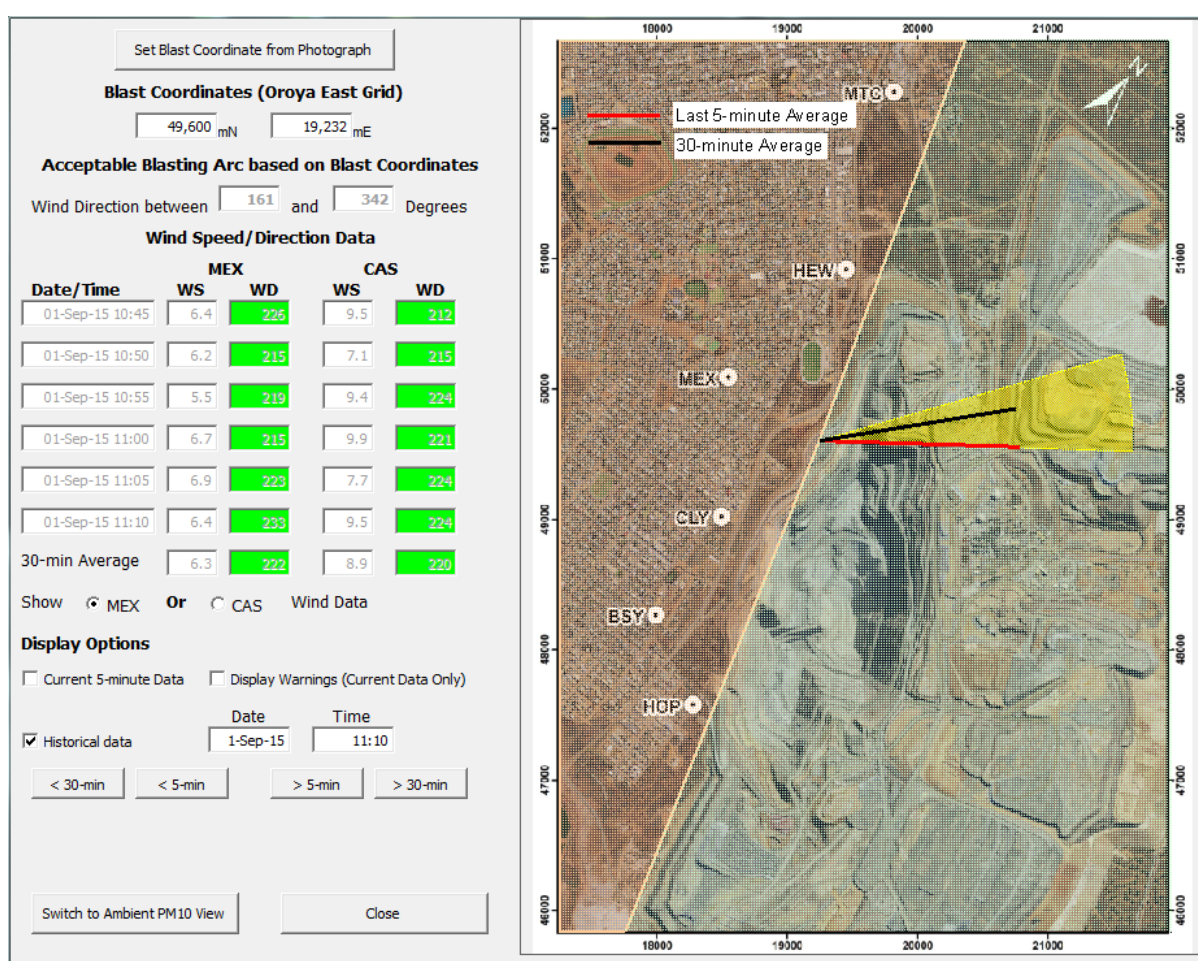 Set Blast Coordinate from Photograph
Blast Coordinates (Oroya East Grid)
49,600 mN 19,232 mE
Acceptable Blasting Arc based on Blast Coordinates
Wind Direction between 161 and 342 Degrees
Wind Speed/Direction Data
MEX CAS
Date/Time WS WD WS WD
01-Sep-15 10:45 6.4 226 9.5 212
01-Sep-15 10:50 6.2 215 7.1 215
01-Sep-15 10:55 5.5 219 9.4 224
01-Sep-15 11:00 6.7 215 9.9 221
01-Sep-15 11:05 6.9 223 7.7 224
01-Sep-15 11:10 6.4 233 9.5 224
30-min Average 6.3 222 8.9 220
Show MEX Or CAS Wind Data
Display Options
Current 5-minute Data Display Warnings (Current Data Only)
Date Time
Historical data 1-Sep-15 11:10
< 30-min < 5-min > 5-min > 30-min
Switch to Ambient PM10 View Close
18000 19000 20000 21000
N
MTC
Last 5-minute Average
30-minute Average
52000 52000
HEW
51000 51000
MEX
50000 50000
CLY
49000 49000
BSY
48000 48000
HOP
47000 47000
46000 46000
18000 19000 20000 21000